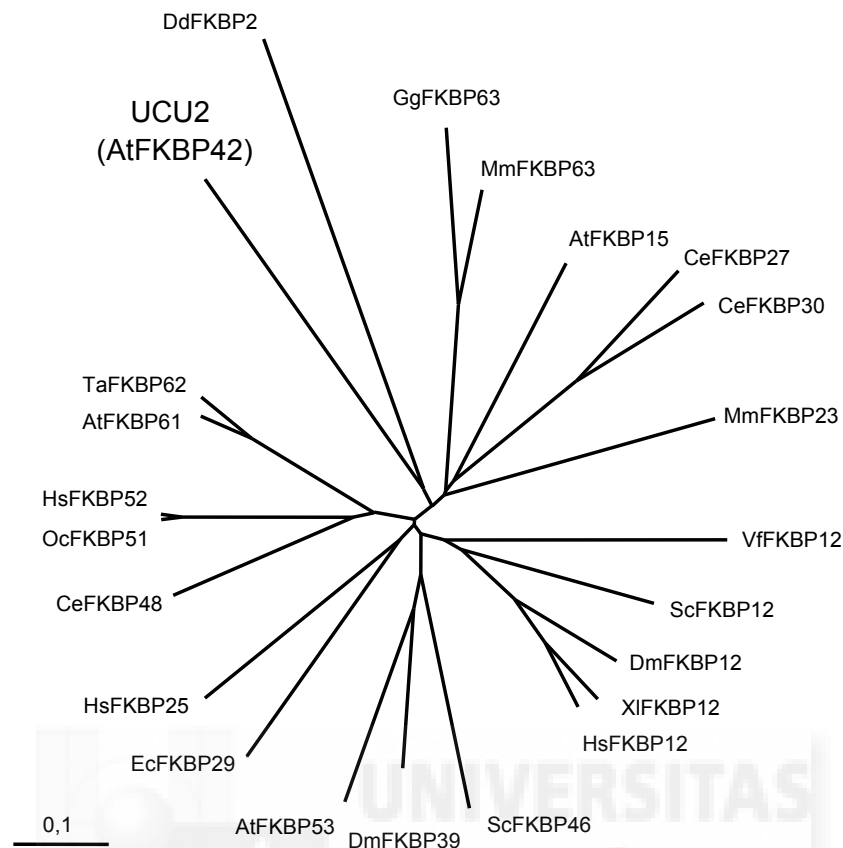 DdFKBP2
UCU2
(AtFKBP42)
GgFKBP63
MmFKBP63
AtFKBP15
CeFKBP27
CeFKBP30
MmFKBP23
TaFKBP62
AtFKBP61
HsFKBP52
OcFKBP51
CeFKBP48
VfFKBP12
ScFKBP12
DmFKBP12
XlFKBP12
HsFKBP12
HsFKBP25
EcFKBP29
AtFKBP53
DmFKBP39
ScFKBP46
UNIVERSITAS
0,1